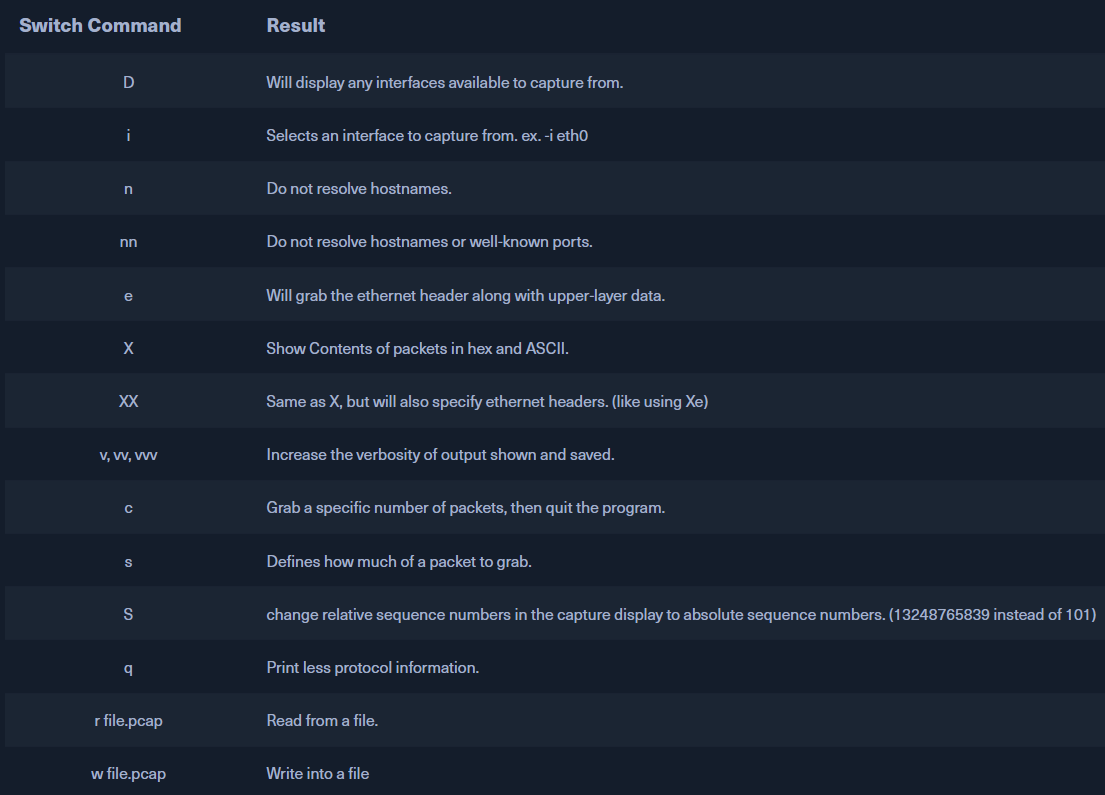 Switch Command Result
D Will display any interfaces available to capture from.
i Selects an interface to capture from. ex. -i eth0
n Do not resolve hostnames.
nn Do not resolve hostnames or well-known ports.
e Will grab the ethernet header along with upper-layer data.
X Show Contents of packets in hex and ASCII.
XX Same as X, but will also specify ethernet headers. (like using Xe)
v, vv, vvv Increase the verbosity of output shown and saved.
c Grab a specific number of packets, then quit the program.
s Defines how much of a packet to grab.
S change relative sequence numbers in the capture display to absolute sequence numbers. (13248765839 instead of 101)
q Print less protocol information.
r file.pcap Read from a file.
w file.pcap Write into a file